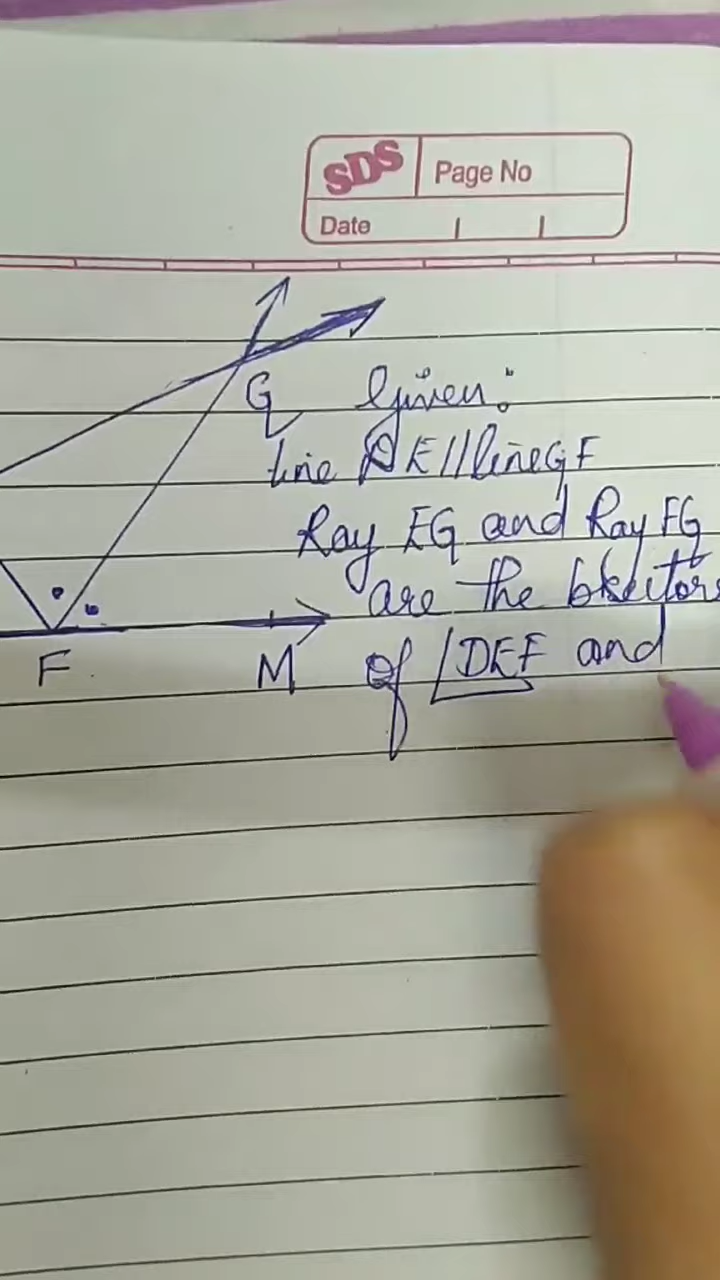 SDS Page No
Date
G Given:
line DE // line GF
Ray EG and Ray FG
are the bisectors
F M of ∠DEF and